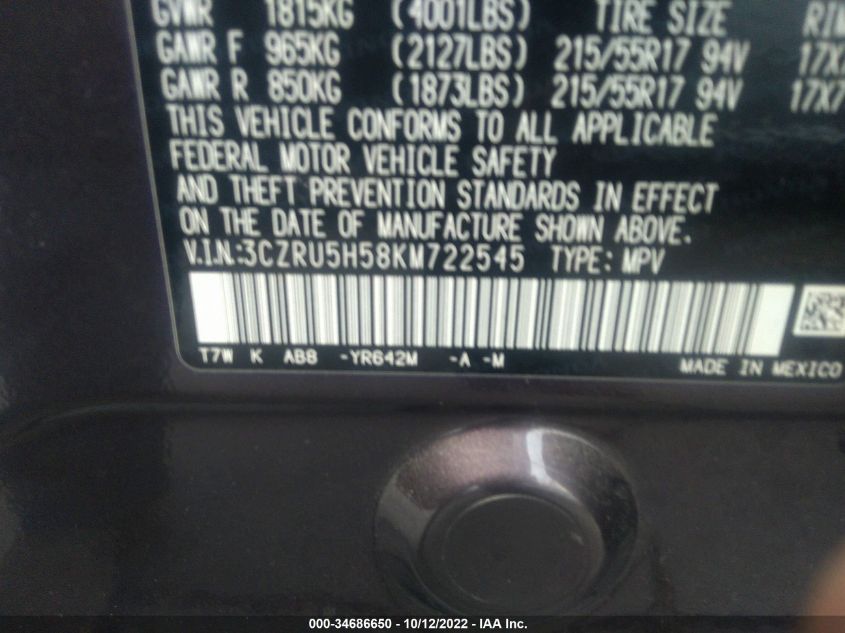 GVWR 1815KG (4001LBS) TIRE SIZE
GAWR F 965KG (2127LBS) 215/55R17 94V
GAWR R 850KG (1873LBS) 215/55R17 94V
THIS VEHICLE CONFORMS TO ALL APPLICABLE
FEDERAL MOTOR VEHICLE SAFETY
AND THEFT PREVENTION STANDARDS IN EFFECT
ON THE DATE OF MANUFACTURE SHOWN ABOVE.
V.I.N.:3CZRU5H58KM722545 TYPE: MPV
T7W K AB8 -YR642M -A -M
MADE IN MEXICO
000-34686650 - 10/12/2022 - IAA Inc.